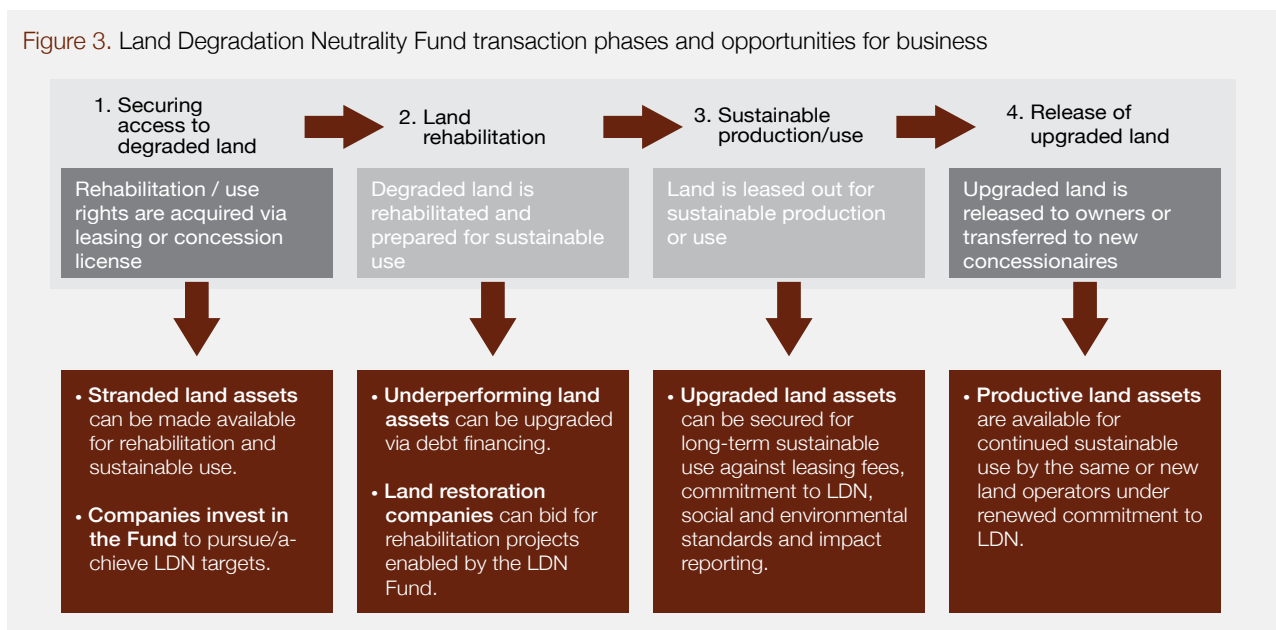 Figure 3. Land Degradation Neutrality Fund transaction phases and opportunities for business
1. Securing
access to
degraded land
2. Land
rehabilitation
3. Sustainable
production/use
4. Release of
upgraded land
Rehabilitation / use
rights are acquired via
leasing or concession
license
Degraded land is
rehabilitated and
prepared for sustainable
use
Land is leased out for
sustainable production
or use
Upgraded land is
released to owners or
transferred to new
concessionaires
• Stranded land assets
can be made available
for rehabilitation and
sustainable use.
• Companies invest in
the Fund to pursue/a-
chieve LDN targets.
• Underperforming land
assets can be upgraded
via debt financing.
• Land restoration
companies can bid for
rehabilitation projects
enabled by the LDN
Fund.
• Upgraded land assets
can be secured for
long-term sustainable
use against leasing fees,
commitment to LDN,
social and environmental
standards and impact
reporting.
• Productive land assets
are available for
continued sustainable
use by the same or new
land operators under
renewed commitment to
LDN.